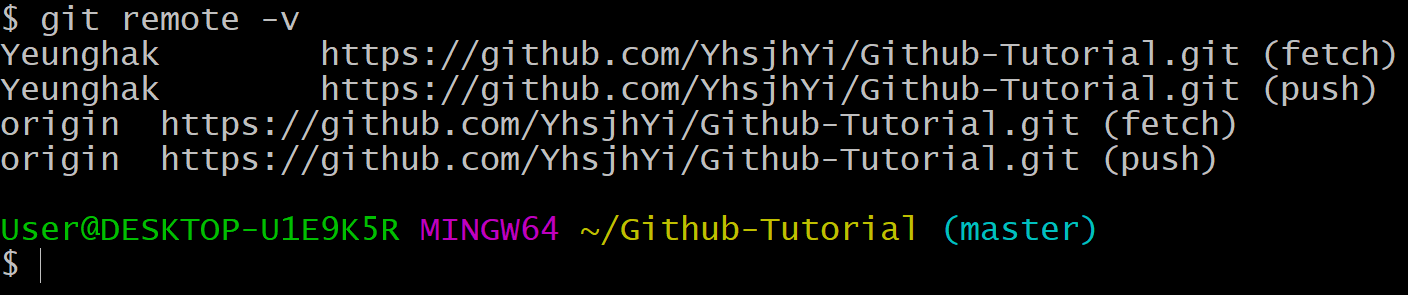 $ git remote -v
Yeunghak        https://github.com/YhsjhYi/Github-Tutorial.git (fetch)
Yeunghak        https://github.com/YhsjhYi/Github-Tutorial.git (push)
origin  https://github.com/YhsjhYi/Github-Tutorial.git (fetch)
origin  https://github.com/YhsjhYi/Github-Tutorial.git (push)
User@DESKTOP-U1E9K5R MINGW64 ~/Github-Tutorial (master)
$